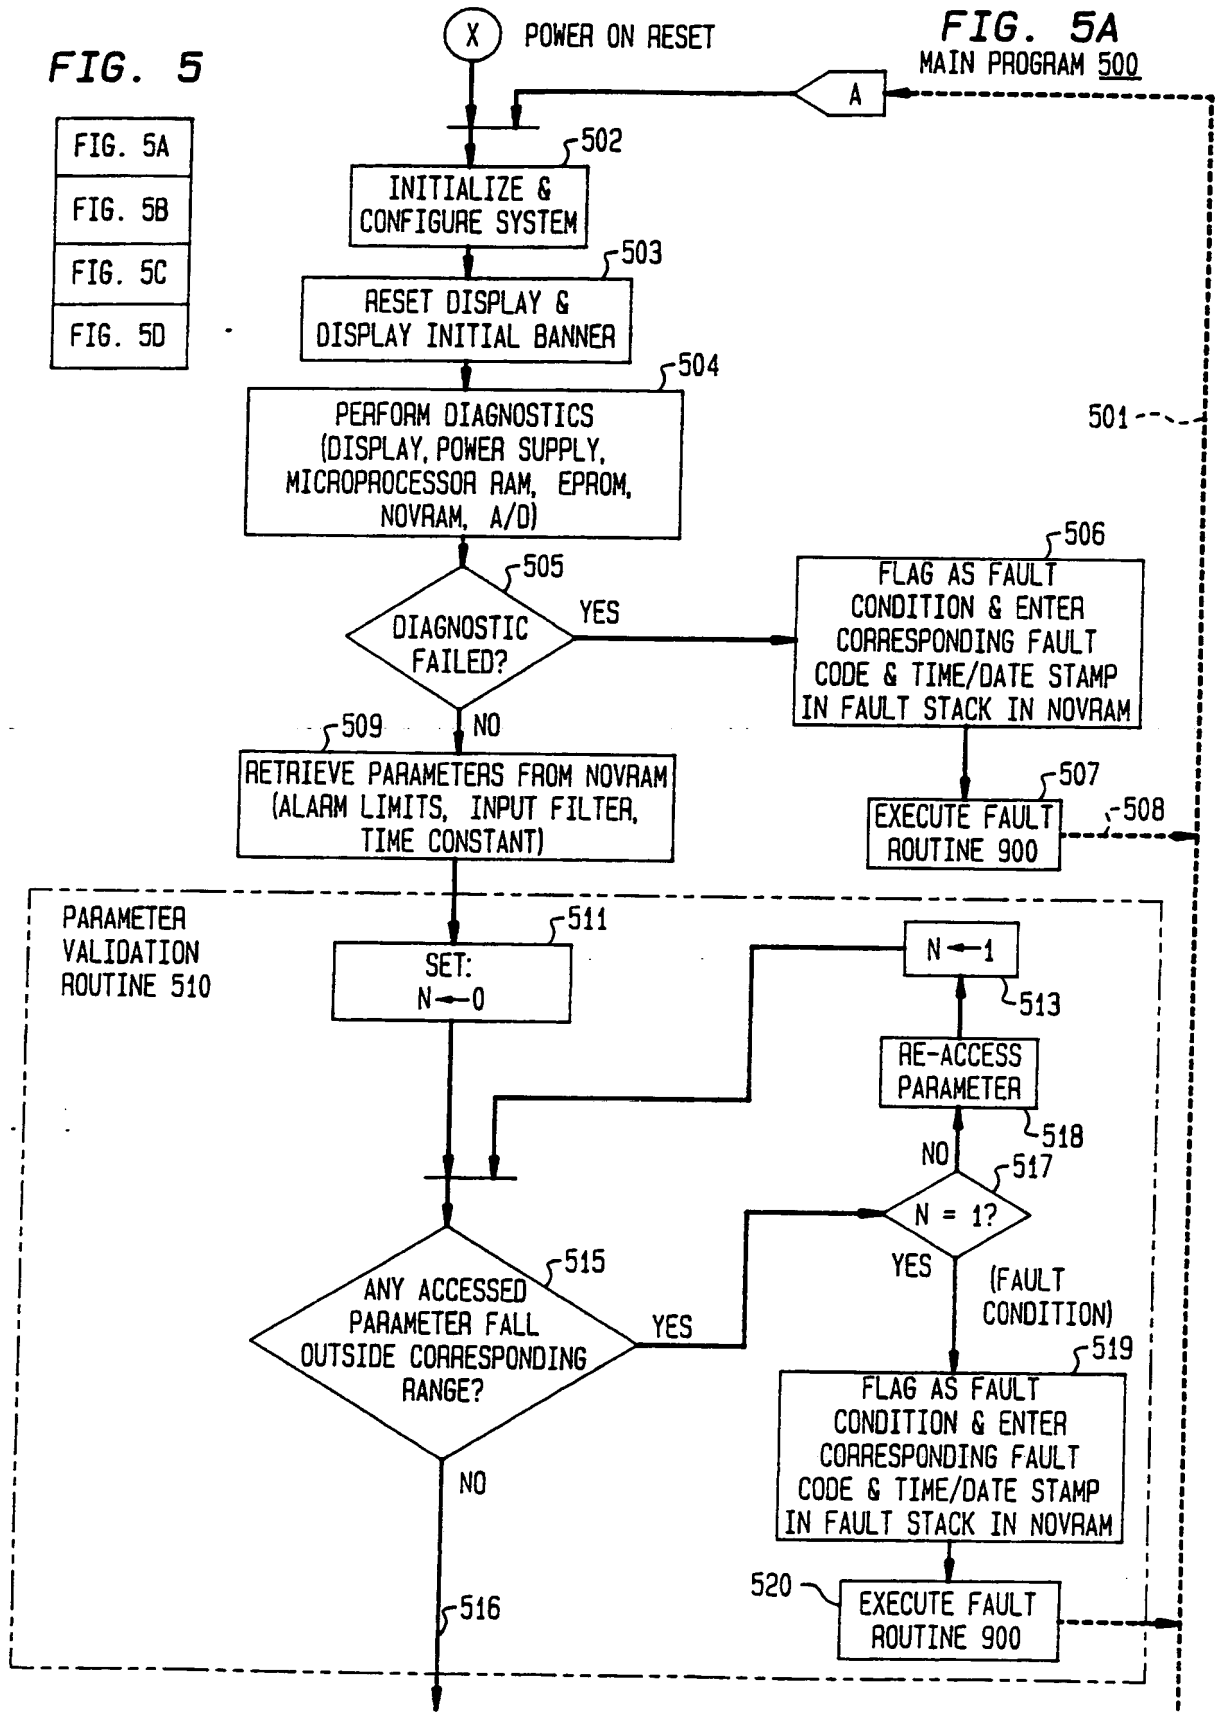 X
POWER ON RESET
FIG. 5A
MAIN PROGRAM 500
FIG. 5
FIG. 5A
FIG. 5B
FIG. 5C
FIG. 5D
A
502
INITIALIZE &
CONFIGURE SYSTEM
503
RESET DISPLAY &
DISPLAY INITIAL BANNER
504
PERFORM DIAGNOSTICS
(DISPLAY, POWER SUPPLY,
MICROPROCESSOR RAM, EPROM,
NOVRAM, A/D)
501
505
DIAGNOSTIC
FAILED?
YES
NO
506
FLAG AS FAULT
CONDITION & ENTER
CORRESPONDING FAULT
CODE & TIME/DATE STAMP
IN FAULT STACK IN NOVRAM
507
EXECUTE FAULT
ROUTINE 900
508
509
RETRIEVE PARAMETERS FROM NOVRAM
(ALARM LIMITS, INPUT FILTER,
TIME CONSTANT)
PARAMETER
VALIDATION
ROUTINE 510
511
SET:
N←0
N←1
513
RE-ACCESS
PARAMETER
518
NO
517
N = 1?
YES
(FAULT
CONDITION)
515
ANY ACCESSED
PARAMETER FALL
OUTSIDE CORRESPONDING
RANGE?
YES
NO
516
519
FLAG AS FAULT
CONDITION & ENTER
CORRESPONDING FAULT
CODE & TIME/DATE STAMP
IN FAULT STACK IN NOVRAM
520
EXECUTE FAULT
ROUTINE 900